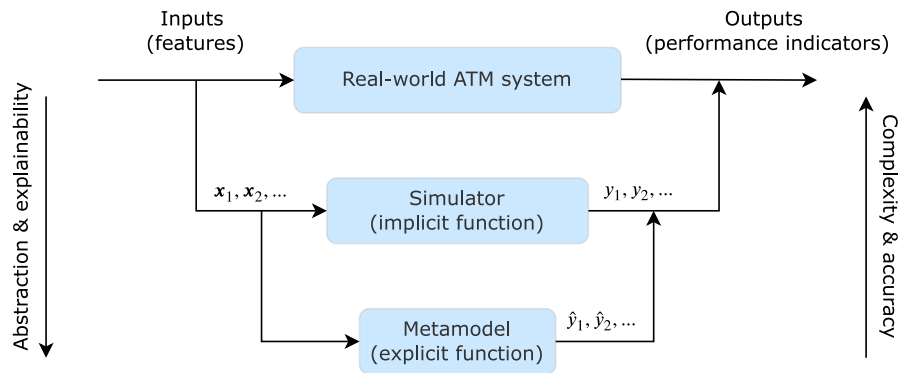 Inputs
(features)
Outputs
(performance indicators)
Real-world ATM system
Abstraction & explainability
Complexity & accuracy
x₁, x₂, ...
Simulator
(implicit function)
y₁, y₂, ...
Metamodel
(explicit function)
ŷ₁, ŷ₂, ...